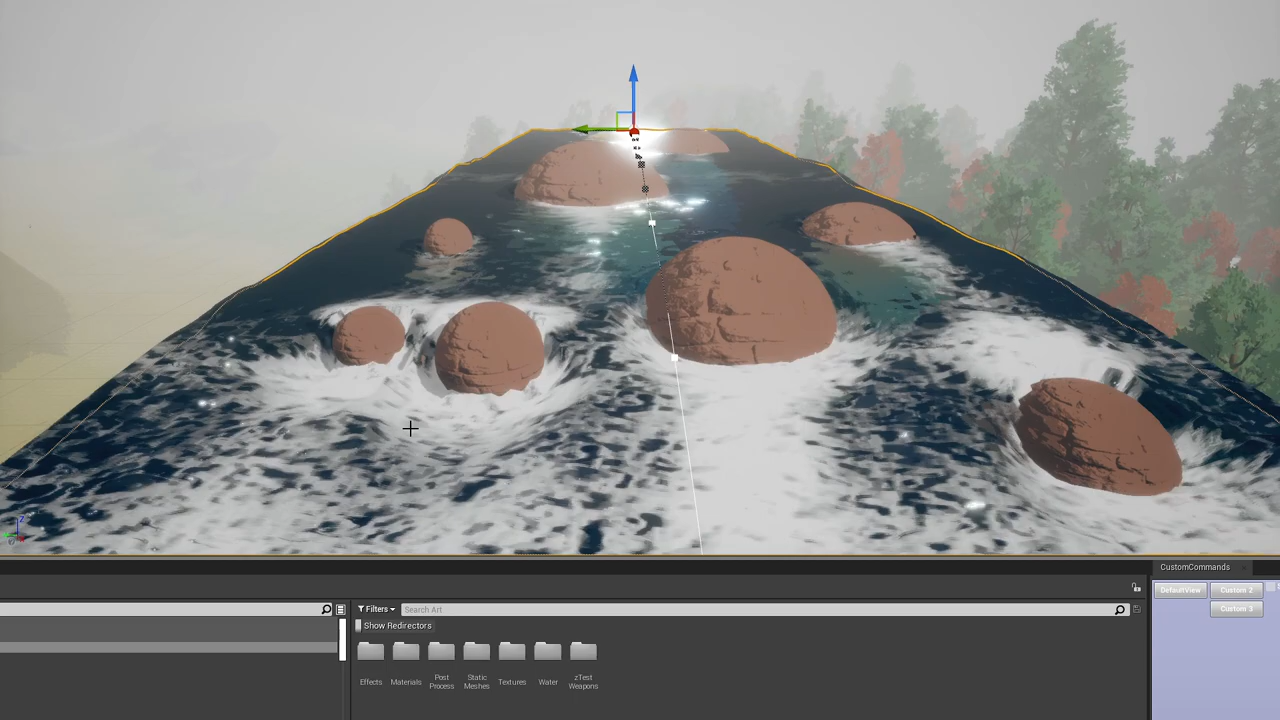 CustomCommands
DefaultView
Custom 2
Custom 3
Filters
Search Art
Show Redirectors
Effects
Materials
Post
Process
Static
Meshes
Textures
Water
zTest
Weapons